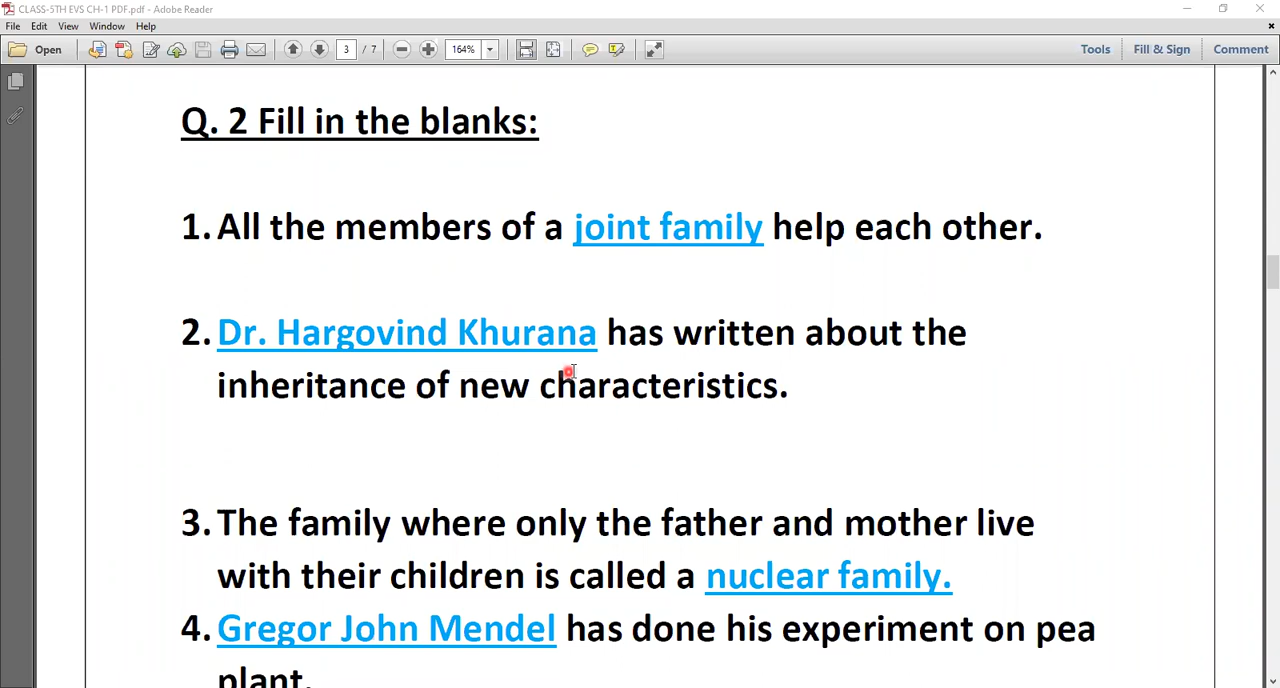 CLASS-5TH EVS CH-1 PDF.pdf - Adobe Reader
File Edit View Window Help
Open 3 / 7 164% Tools Fill & Sign Comment
Q. 2 Fill in the blanks:
1. All the members of a joint family help each other.
2. Dr. Hargovind Khurana has written about the
inheritance of new characteristics.
3. The family where only the father and mother live
with their children is called a nuclear family.
4. Gregor John Mendel has done his experiment on pea
plant.